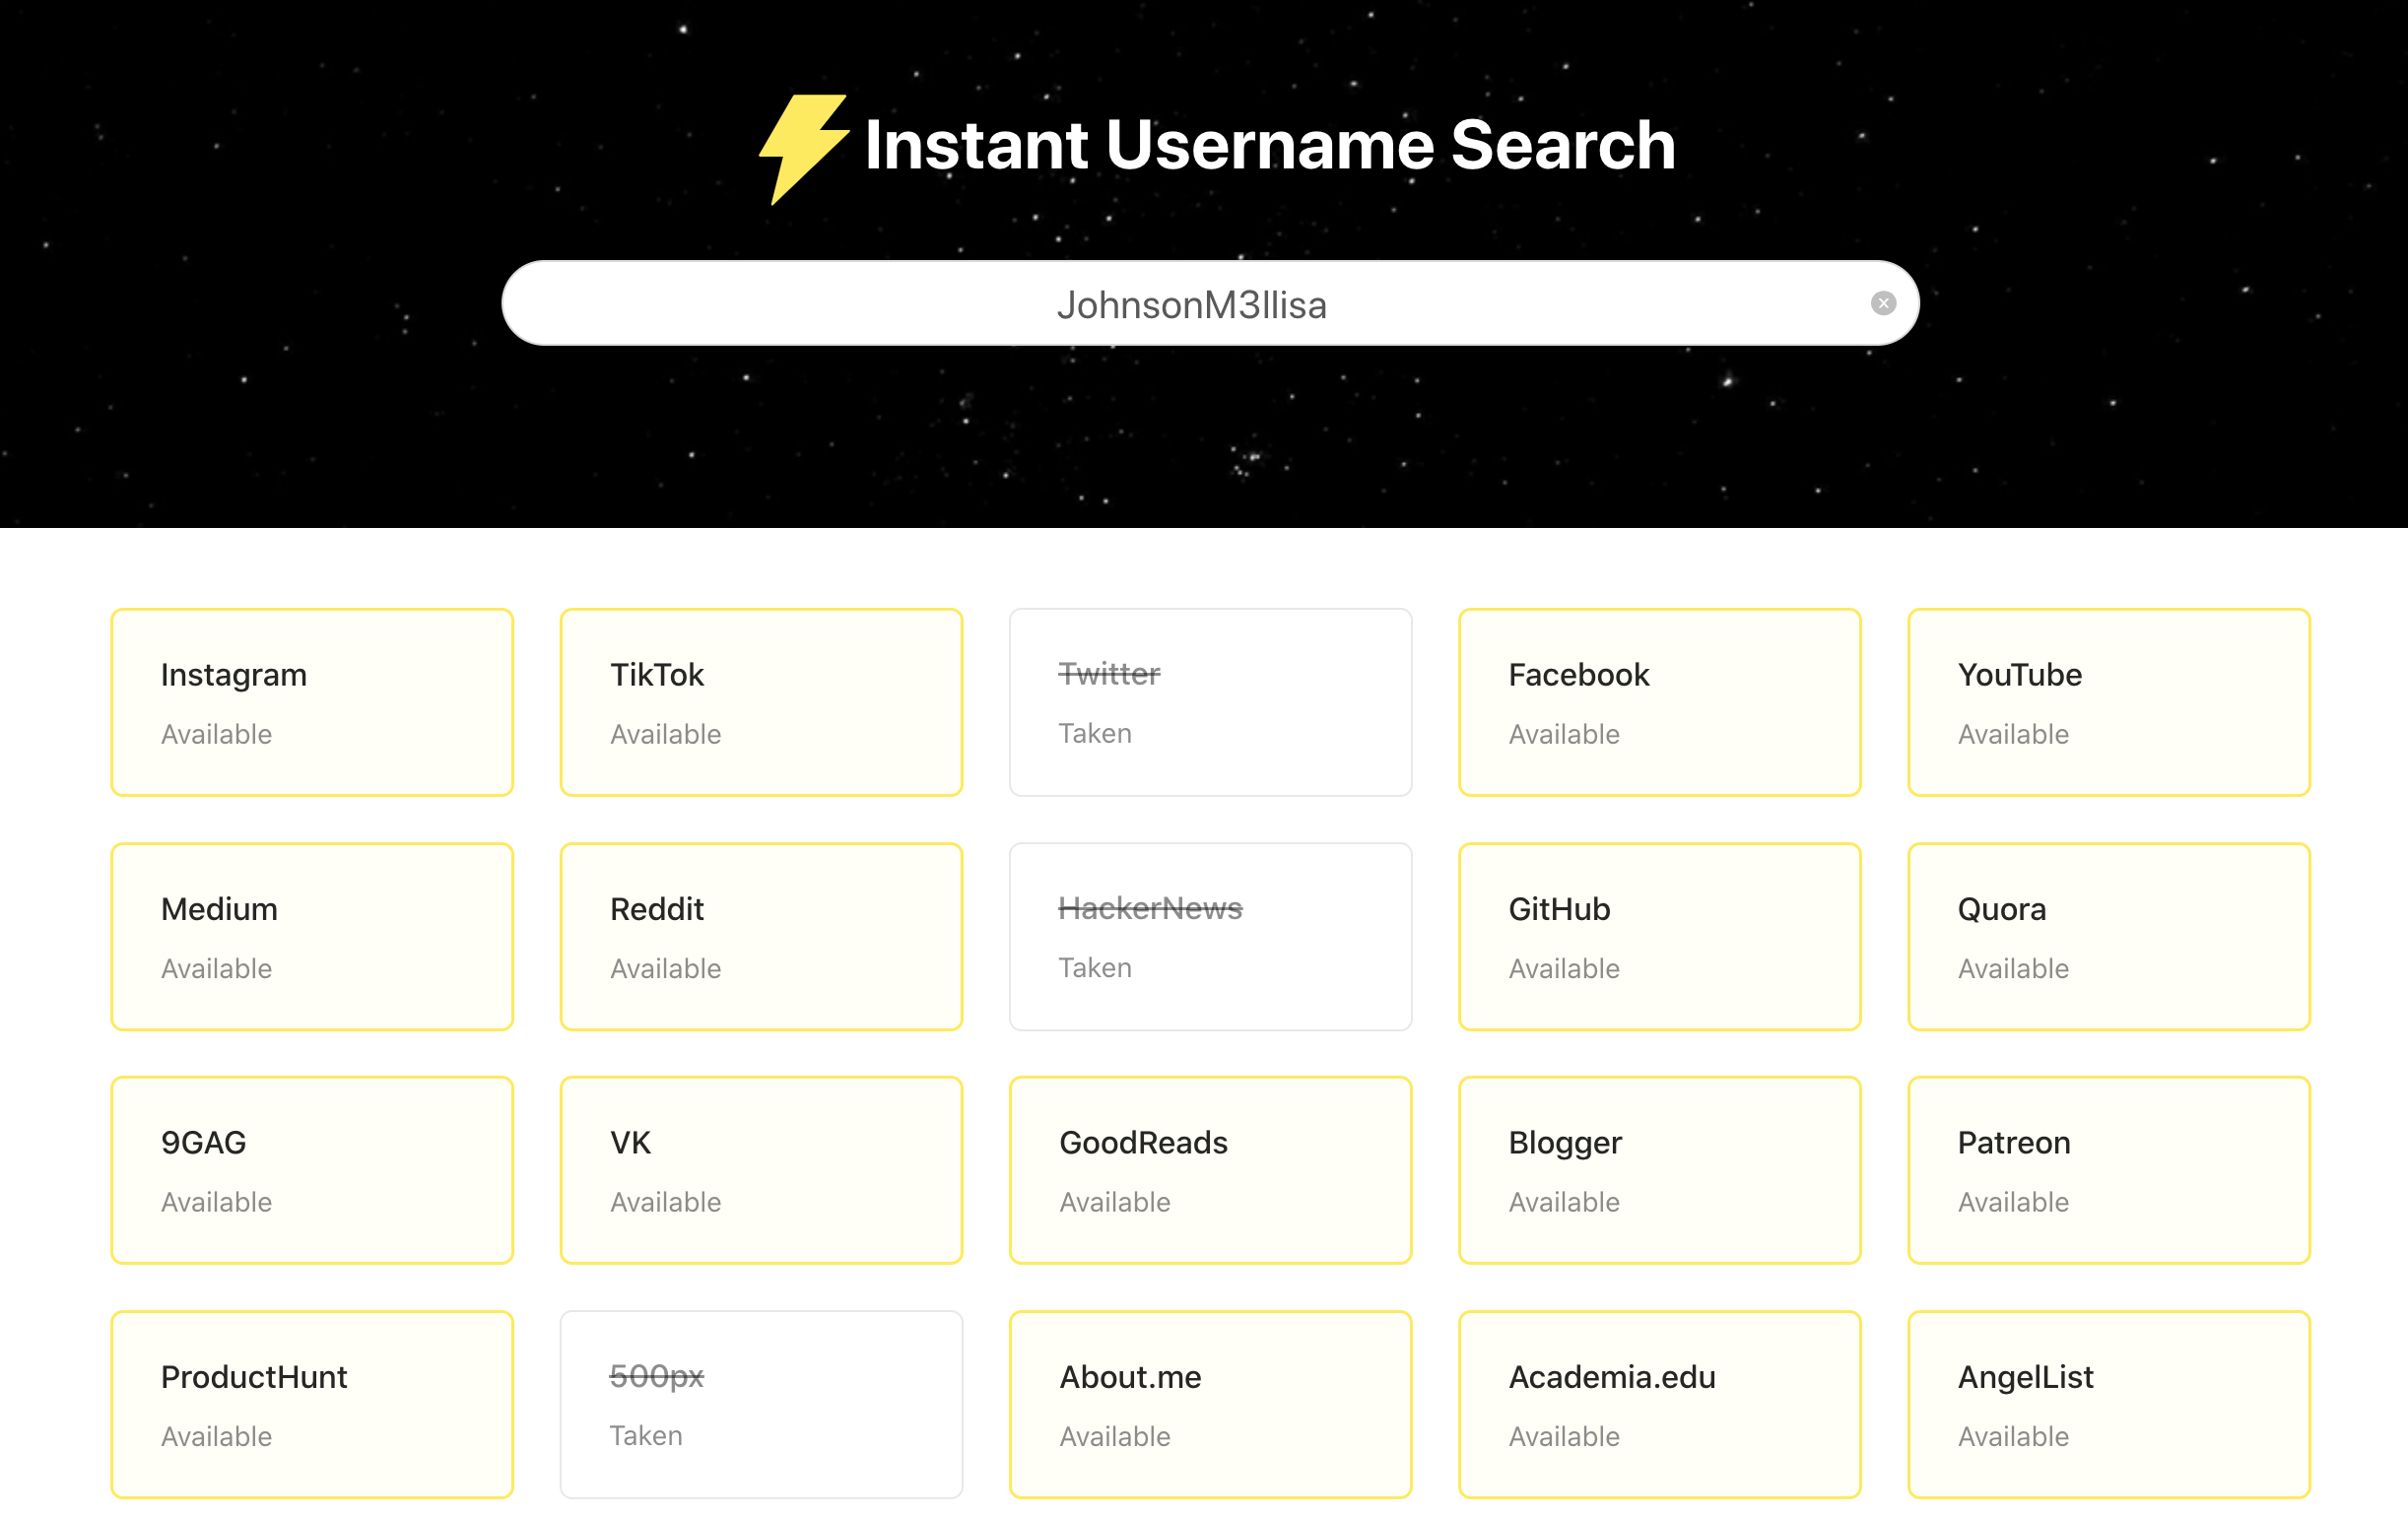 Instant Username Search
JohnsonM3llisa
Instagram
Available
TikTok
Available
Twitter
Taken
Facebook
Available
YouTube
Available
Medium
Available
Reddit
Available
HackerNews
Taken
GitHub
Available
Quora
Available
9GAG
Available
VK
Available
GoodReads
Available
Blogger
Available
Patreon
Available
ProductHunt
Available
500px
Taken
About.me
Available
Academia.edu
Available
AngelList
Available